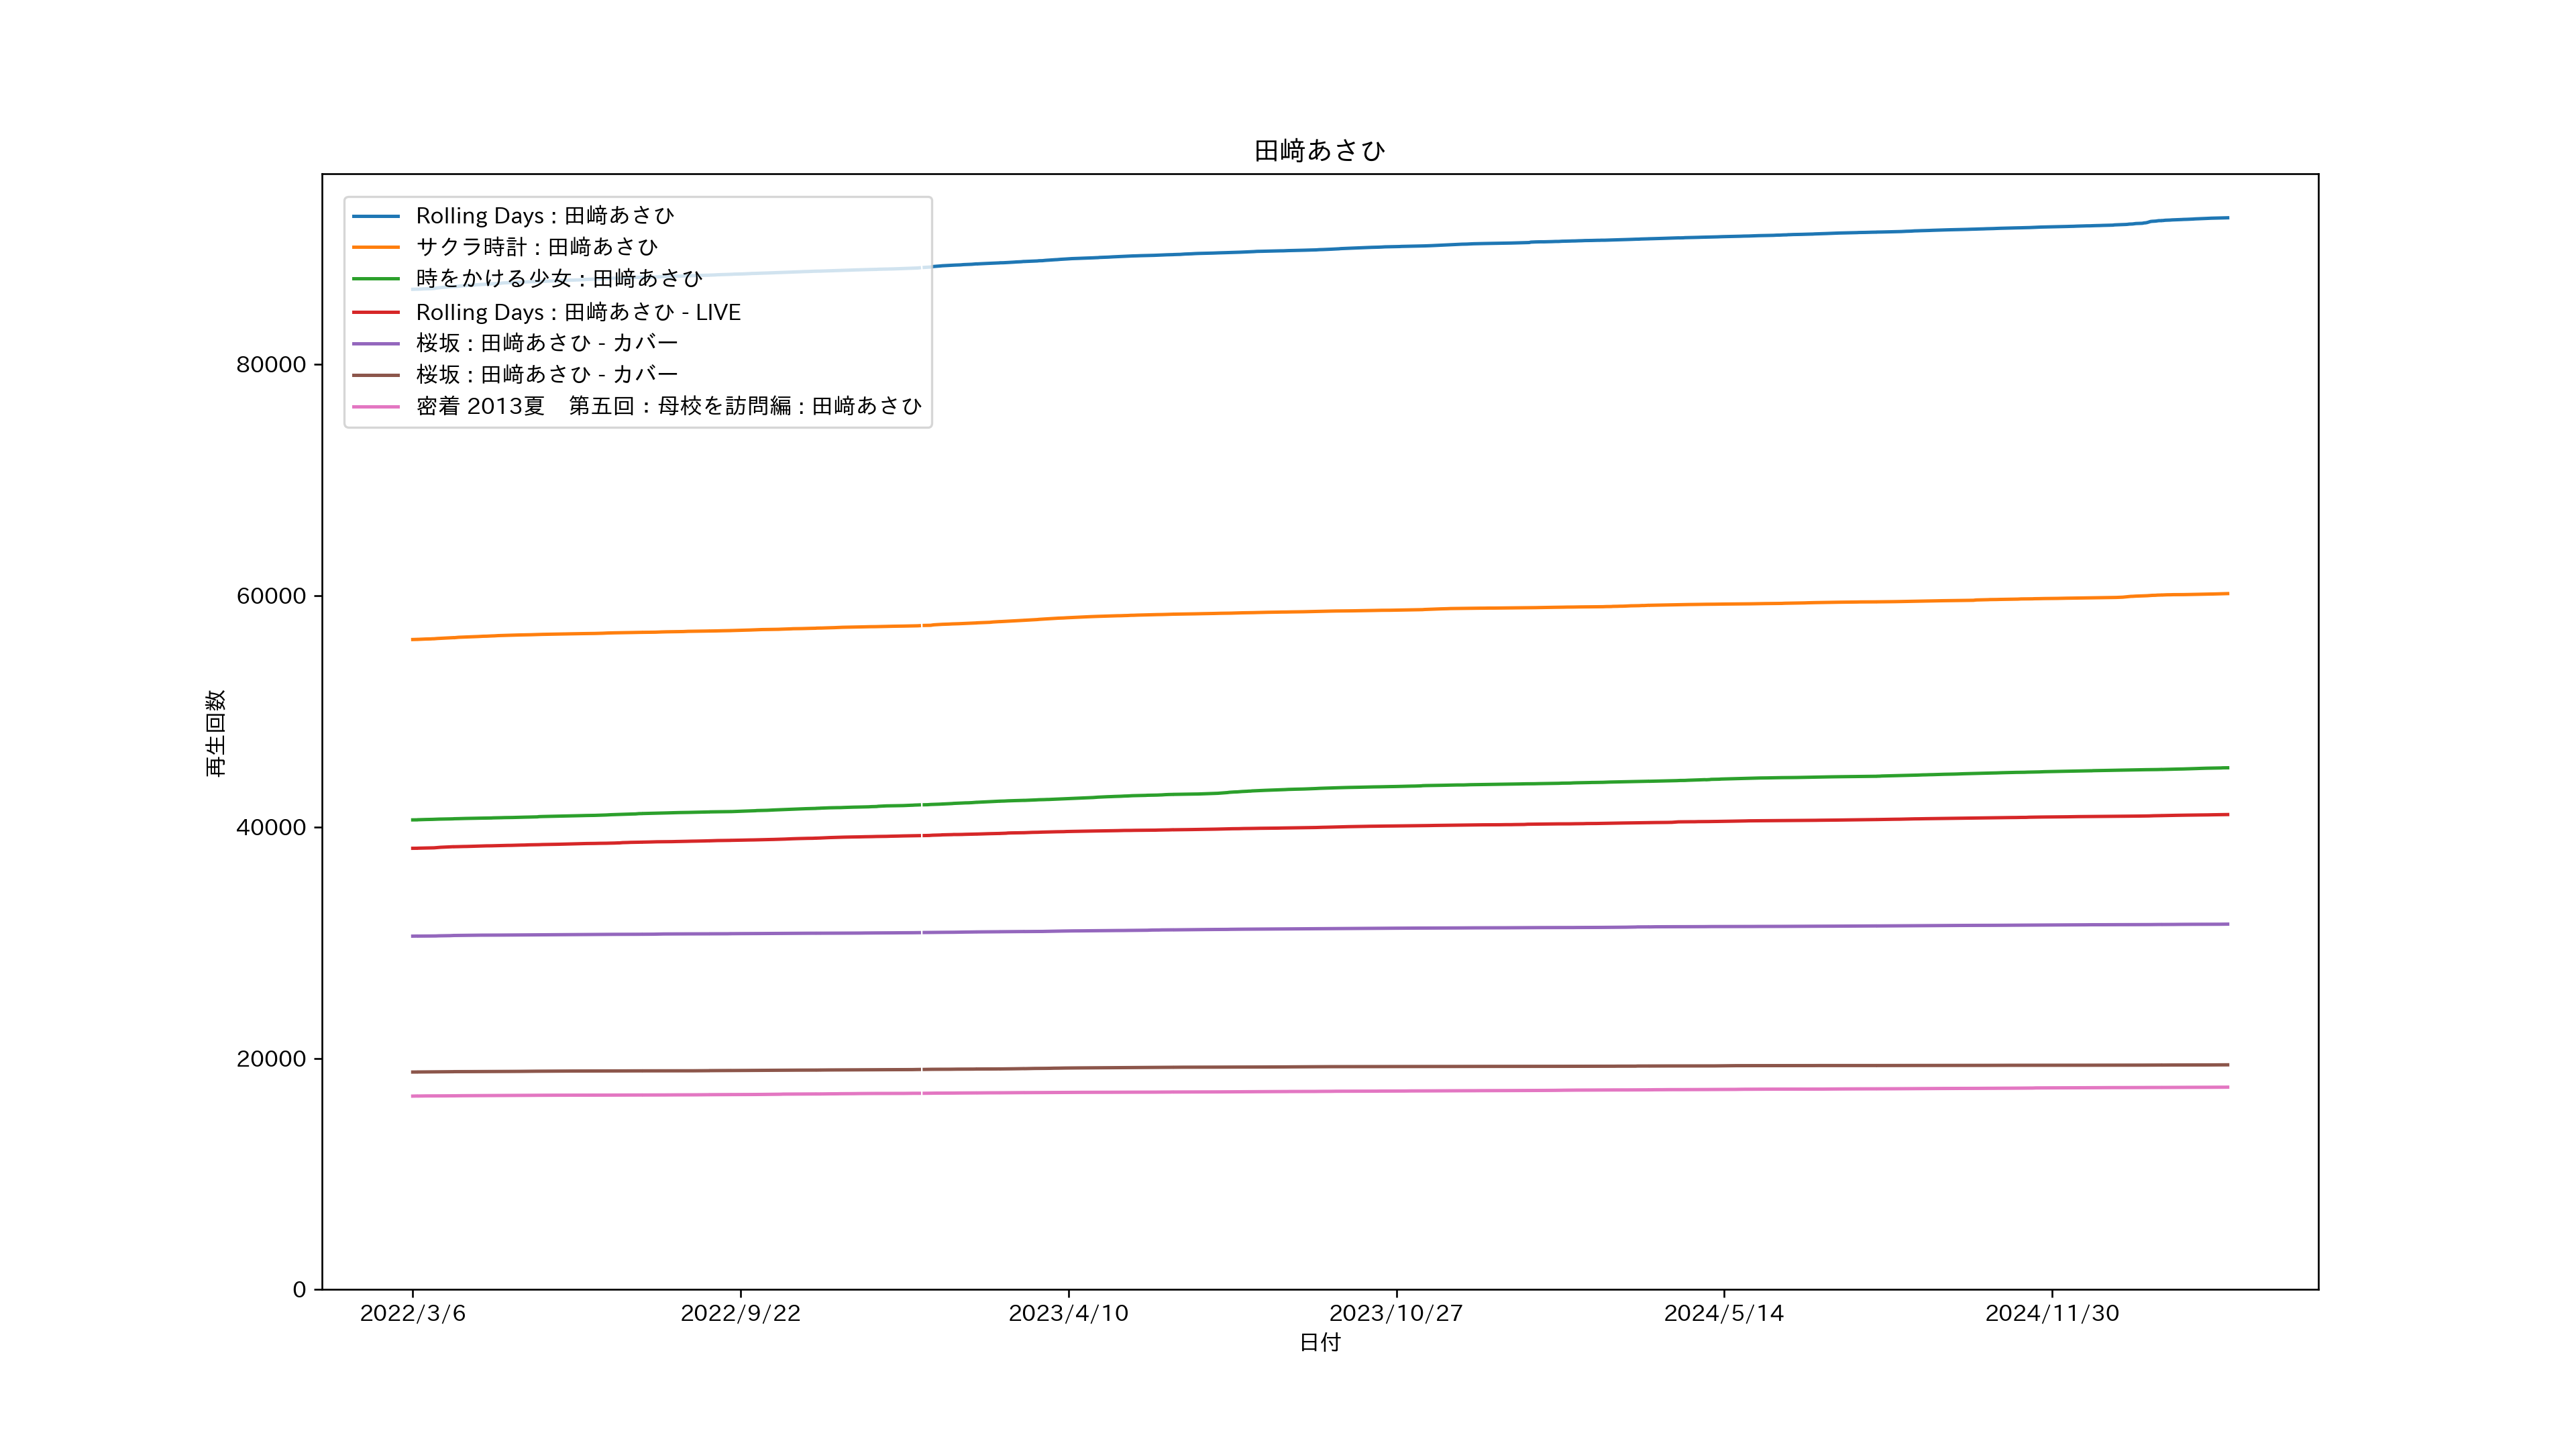 田﨑あさひ
Rolling Days : 田﨑あさひ
サクラ時計 : 田﨑あさひ
時をかける少女 : 田﨑あさひ
Rolling Days : 田﨑あさひ - LIVE
桜坂 : 田﨑あさひ - カバー
桜坂 : 田﨑あさひ - カバー
密着 2013夏　第五回：母校を訪問編 : 田﨑あさひ
80000
60000
40000
20000
0
再生回数
2022/3/6 2022/9/22 2023/4/10 2023/10/27 2024/5/14 2024/11/30
日付